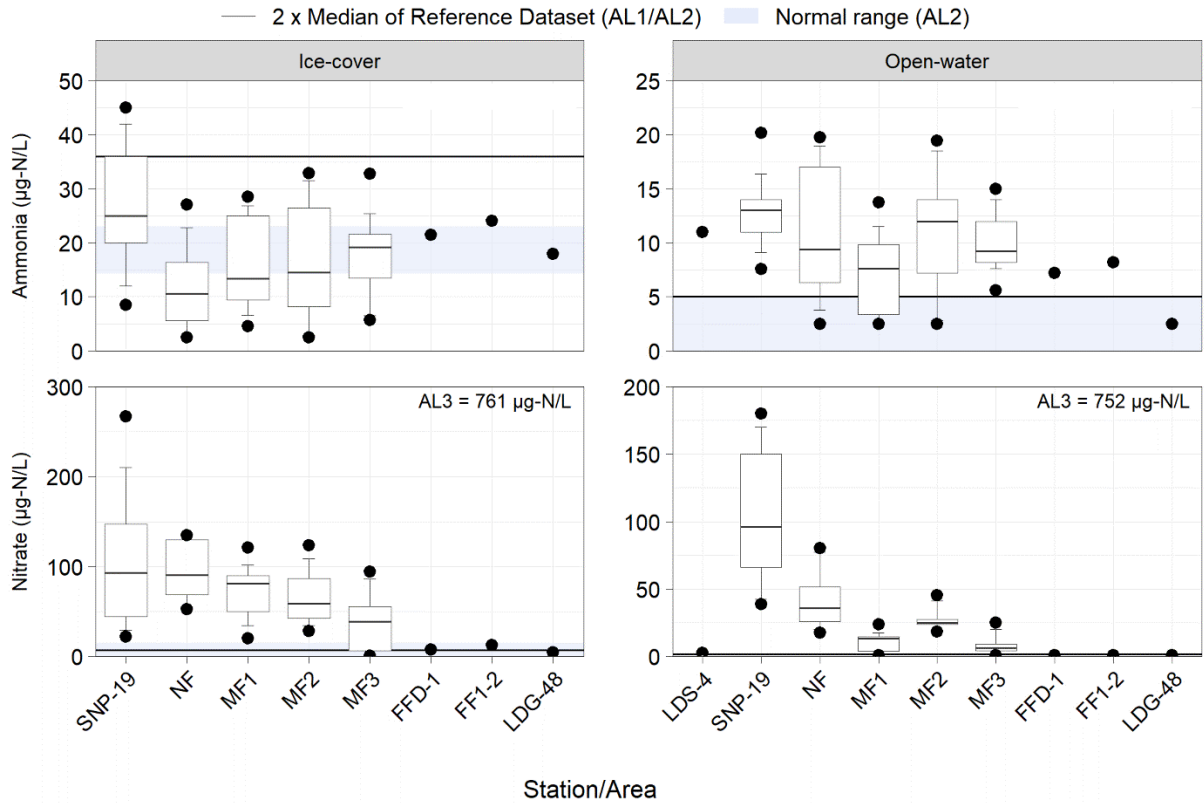 2 x Median of Reference Dataset (AL1/AL2) Normal range (AL2)
Ice-cover
Open-water
Ammonia (µg-N/L)
50
40
30
20
10
0
25
20
15
10
5
0
Nitrate (µg-N/L)
300
200
100
0
AL3 = 761 µg-N/L
200
150
100
50
0
AL3 = 752 µg-N/L
SNP-19 NF MF1 MF2 MF3 FFD-1 FF1-2 LDG-48
LDS-4 SNP-19 NF MF1 MF2 MF3 FFD-1 FF1-2 LDG-48
Station/Area